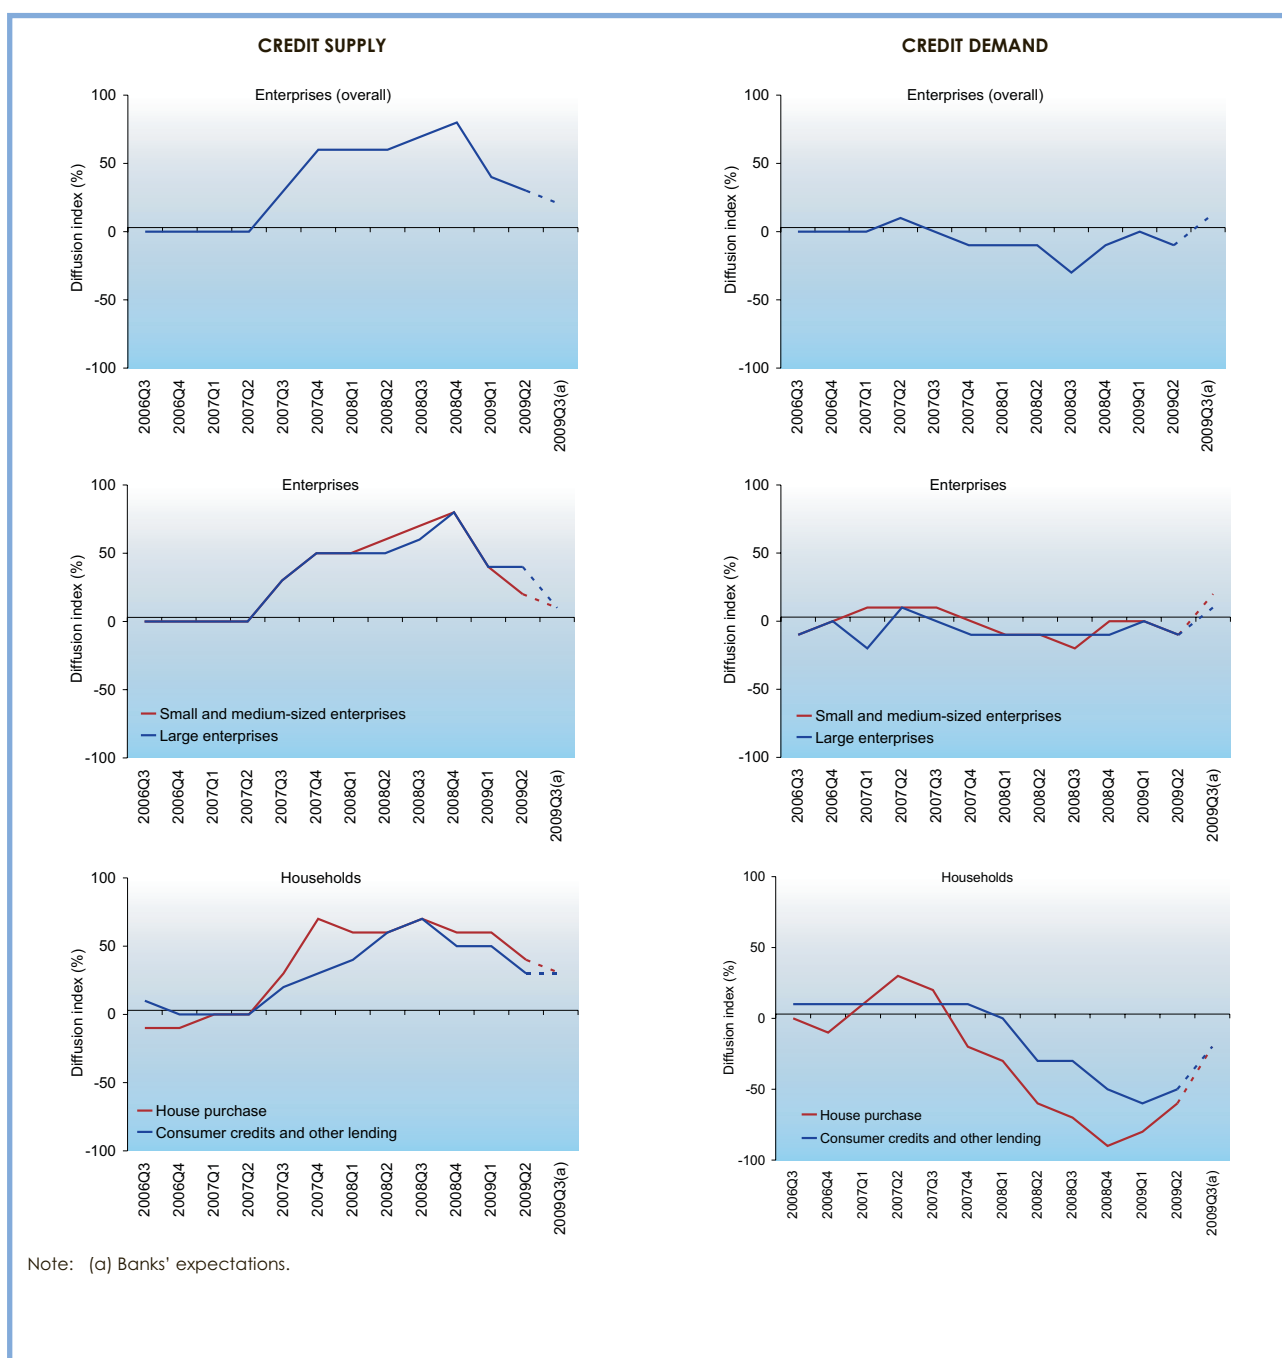 CREDIT SUPPLY
CREDIT DEMAND
Enterprises (overall)
Diffusion index (%)
100
50
0
-50
-100
2006Q3
2006Q4
2007Q1
2007Q2
2007Q3
2007Q4
2008Q1
2008Q2
2008Q3
2008Q4
2009Q1
2009Q2
2009Q3(a)
Enterprises (overall)
Diffusion index (%)
100
50
0
-50
-100
2006Q3
2006Q4
2007Q1
2007Q2
2007Q3
2007Q4
2008Q1
2008Q2
2008Q3
2008Q4
2009Q1
2009Q2
2009Q3(a)
Enterprises
Diffusion index (%)
100
50
0
-50
-100
Small and medium-sized enterprises
Large enterprises
2006Q3
2006Q4
2007Q1
2007Q2
2007Q3
2007Q4
2008Q1
2008Q2
2008Q3
2008Q4
2009Q1
2009Q2
2009Q3(a)
Enterprises
Diffusion index (%)
100
50
0
-50
-100
Small and medium-sized enterprises
Large enterprises
2006Q3
2006Q4
2007Q1
2007Q2
2007Q3
2007Q4
2008Q1
2008Q2
2008Q3
2008Q4
2009Q1
2009Q2
2009Q3(a)
Households
Diffusion index (%)
100
50
0
-50
-100
House purchase
Consumer credits and other lending
2006Q3
2006Q4
2007Q1
2007Q2
2007Q3
2007Q4
2008Q1
2008Q2
2008Q3
2008Q4
2009Q1
2009Q2
2009Q3(a)
Households
Diffusion index (%)
100
50
0
-50
-100
House purchase
Consumer credits and other lending
2006Q3
2006Q4
2007Q1
2007Q2
2007Q3
2007Q4
2008Q1
2008Q2
2008Q3
2008Q4
2009Q1
2009Q2
2009Q3(a)
Note: (a) Banks’ expectations.